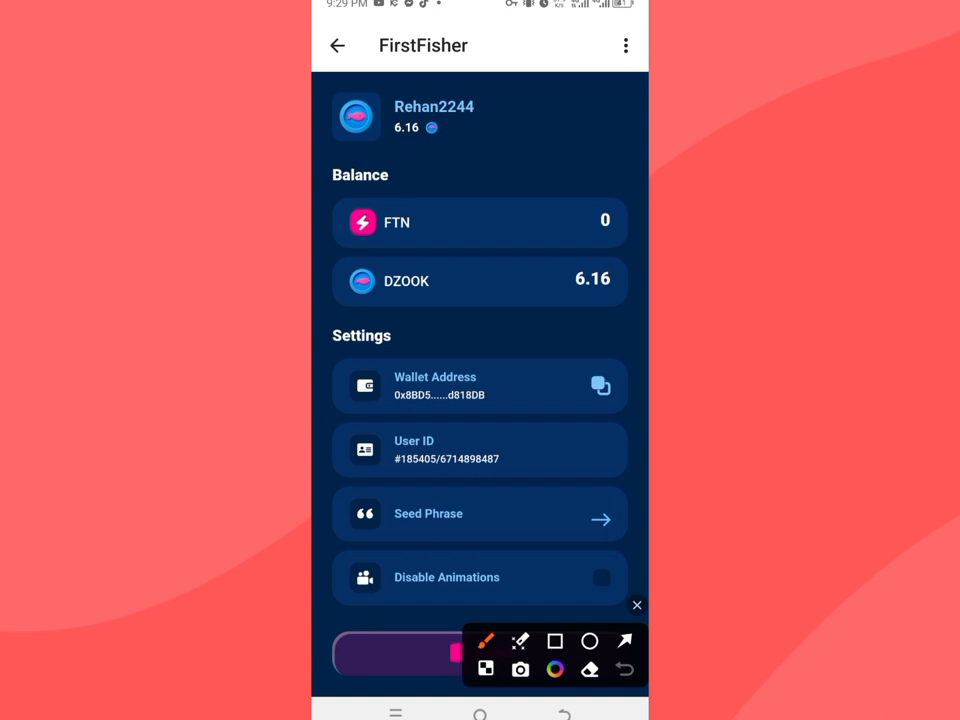 9:29 PM
FirstFisher
Rehan2244
6.16
Balance
FTN
0
DZOOK
6.16
Settings
Wallet Address
0x8BD5......d818DB
User ID
#185405/6714898487
Seed Phrase
Disable Animations